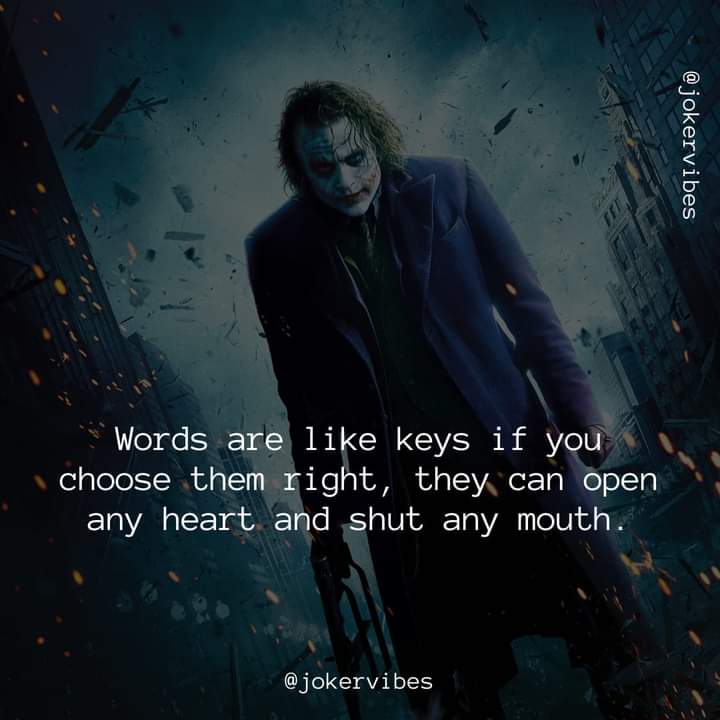 @jokervibes
Words are like keys if you
choose them right, they can open
any heart and shut any mouth.
@jokervibes